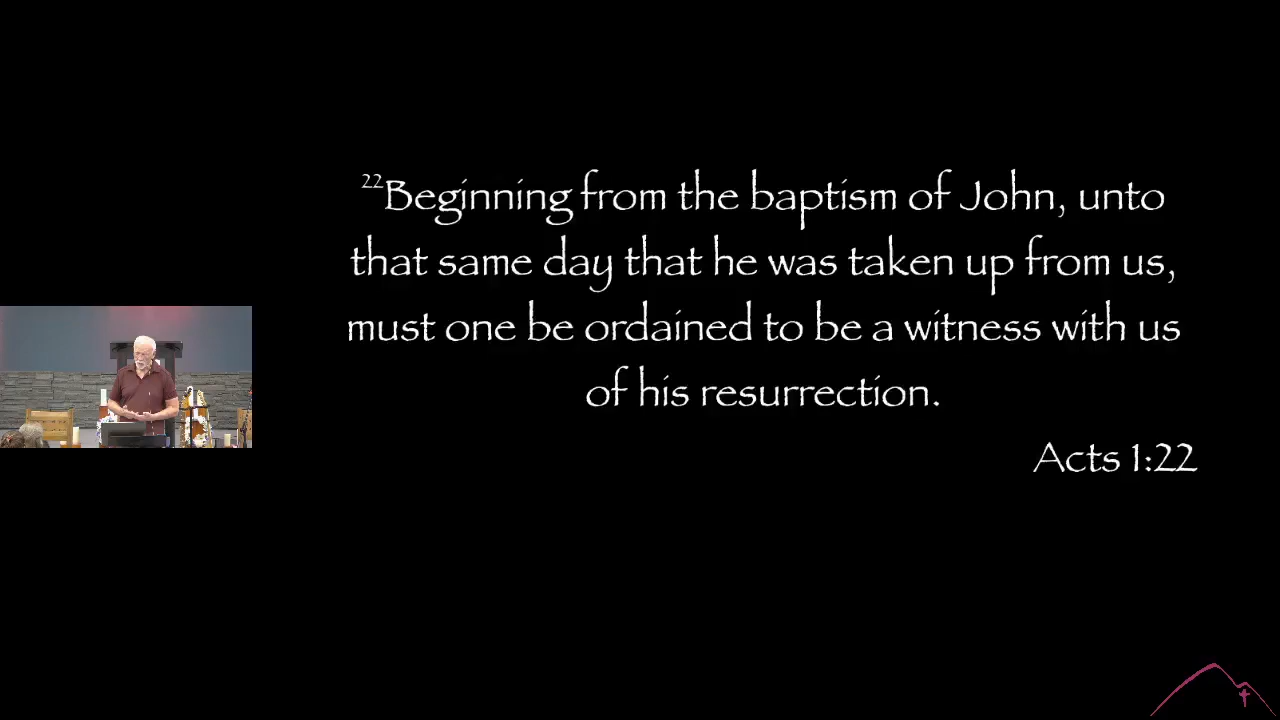 22Beginning from the baptism of John, unto
that same day that he was taken up from us,
must one be ordained to be a witness with us
of his resurrection.
Acts 1:22